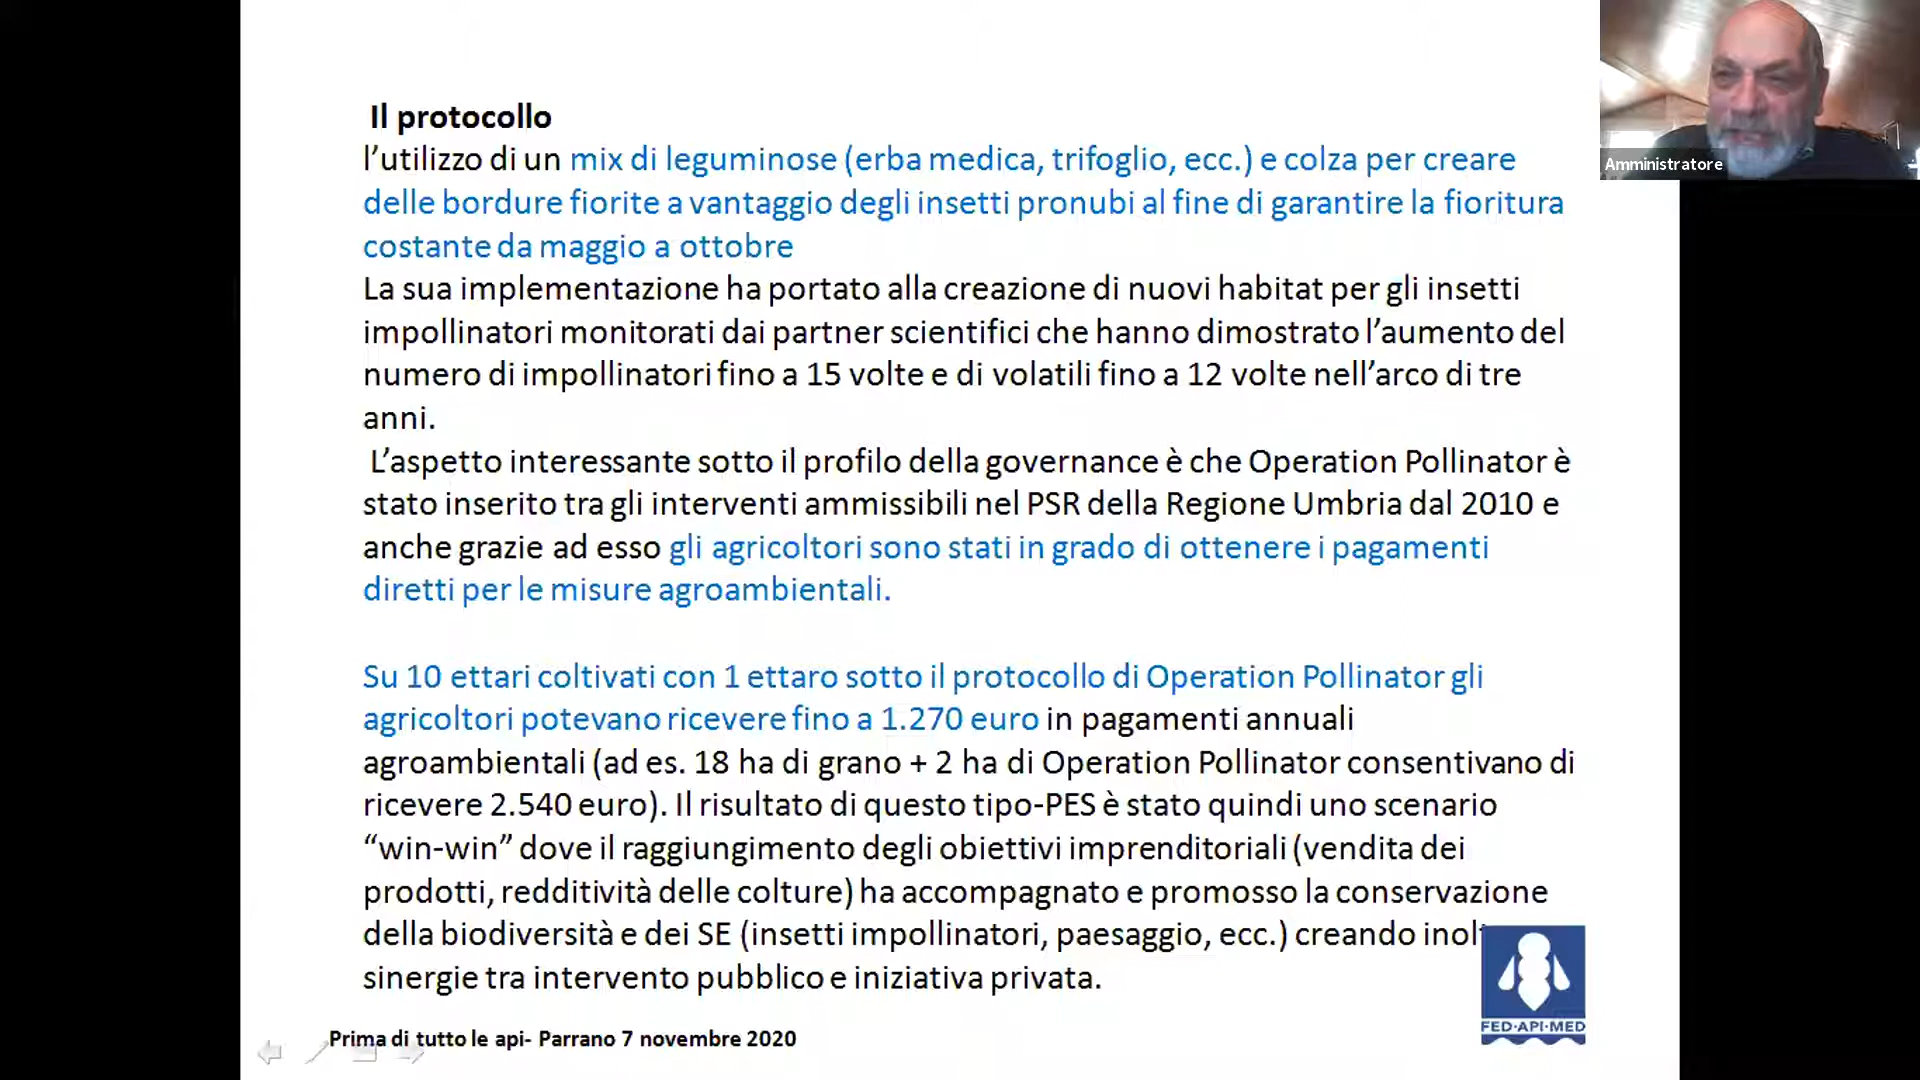 Il protocollo
l’utilizzo di un mix di leguminose (erba medica, trifoglio, ecc.) e colza per creare
delle bordure fiorite a vantaggio degli insetti pronubi al fine di garantire la fioritura
costante da maggio a ottobre
La sua implementazione ha portato alla creazione di nuovi habitat per gli insetti
impollinatori monitorati dai partner scientifici che hanno dimostrato l’aumento del
numero di impollinatori fino a 15 volte e di volatili fino a 12 volte nell’arco di tre
anni.
L’aspetto interessante sotto il profilo della governance è che Operation Pollinator è
stato inserito tra gli interventi ammissibili nel PSR della Regione Umbria dal 2010 e
anche grazie ad esso gli agricoltori sono stati in grado di ottenere i pagamenti
diretti per le misure agroambientali.
Su 10 ettari coltivati con 1 ettaro sotto il protocollo di Operation Pollinator gli
agricoltori potevano ricevere fino a 1.270 euro in pagamenti annuali
agroambientali (ad es. 18 ha di grano + 2 ha di Operation Pollinator consentivano di
ricevere 2.540 euro). Il risultato di questo tipo-PES è stato quindi uno scenario
“win-win” dove il raggiungimento degli obiettivi imprenditoriali (vendita dei
prodotti, redditività delle colture) ha accompagnato e promosso la conservazione
della biodiversità e dei SE (insetti impollinatori, paesaggio, ecc.) creando
sinergie tra intervento pubblico e iniziativa privata.
FED·API·MED
Prima di tutto le api- Parrano 7 novembre 2020
Amministratore